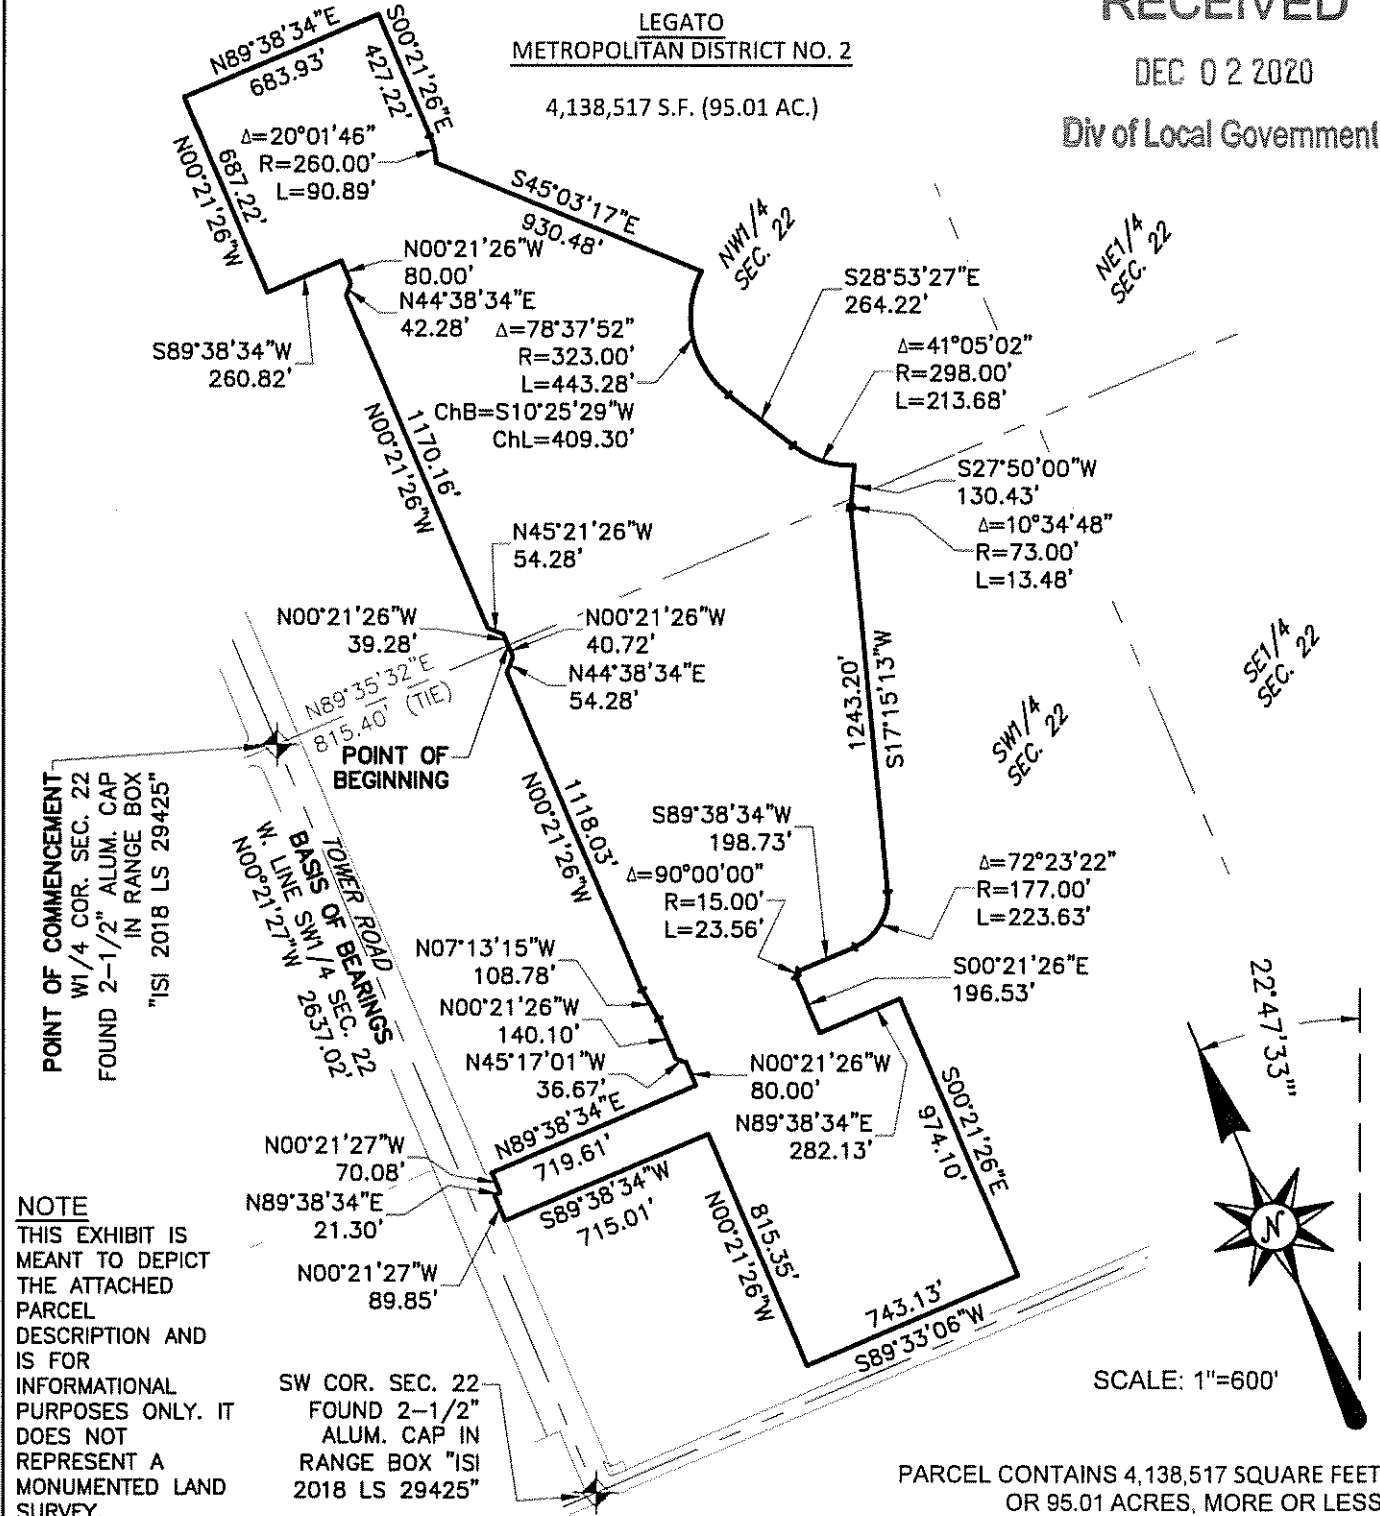 LEGATO
METROPOLITAN DISTRICT NO. 2
4,138,517 S.F. (95.01 AC.)
RECEIVED
DEC 0 2 2020
Div of Local Government
N89°38'34"E
683.93'
S00°21'26"E
427.22'
Δ=20°01'46"
R=260.00'
L=90.89'
N00°21'26"W
687.22'
S45°03'17"E
930.48'
NW1/4
SEC. 22
NE1/4
SEC. 22
N00°21'26"W
80.00'
N44°38'34"E
42.28'
S89°38'34"W
260.82'
Δ=78°37'52"
R=323.00'
L=443.28'
ChB=S10°25'29"W
ChL=409.30'
S28°53'27"E
264.22'
Δ=41°05'02"
R=298.00'
L=213.68'
1170.16'
N00°21'26"W
S27°50'00"W
130.43'
Δ=10°34'48"
R=73.00'
L=13.48'
N45°21'26"W
54.28'
N00°21'26"W
39.28'
N00°21'26"W
40.72'
N44°38'34"E
54.28'
N89°35'32"E
815.40' (TIE)
POINT OF
BEGINNING
1243.20'
S17°15'13"W
SE1/4
SEC. 22
SW1/4
SEC. 22
POINT OF COMMENCEMENT
W1/4 COR. SEC. 22
FOUND 2-1/2" ALUM. CAP
IN RANGE BOX
"ISI 2018 LS 29425"
TOWER ROAD
BASIS OF BEARINGS
W. LINE SW1/4 SEC. 22
N00°21'27"W 2637.02'
1118.03'
N00°21'26"W
S89°38'34"W
198.73'
Δ=90°00'00"
R=15.00'
L=23.56'
Δ=72°23'22"
R=177.00'
L=223.63'
N07°13'15"W
108.78'
N00°21'26"W
140.10'
N45°17'01"W
36.67'
S00°21'26"E
196.53'
N00°21'26"W
80.00'
N89°38'34"E
282.13'
S00°21'26"E
974.10'
22°47'33"
N89°38'34"E
719.61'
N00°21'27"W
70.08'
N89°38'34"E
21.30'
N00°21'27"W
89.85'
S89°38'34"W
715.01'
815.35'
N00°21'26"W
743.13'
S89°33'06"W
N
NOTE
THIS EXHIBIT IS
MEANT TO DEPICT
THE ATTACHED
PARCEL
DESCRIPTION AND
IS FOR
INFORMATIONAL
PURPOSES ONLY. IT
DOES NOT
REPRESENT A
MONUMENTED LAND
SURVEY.
SW COR. SEC. 22
FOUND 2-1/2"
ALUM. CAP IN
RANGE BOX "ISI
2018 LS 29425"
SCALE: 1"=600'
PARCEL CONTAINS 4,138,517 SQUARE FEET
OR 95.01 ACRES, MORE OR LESS